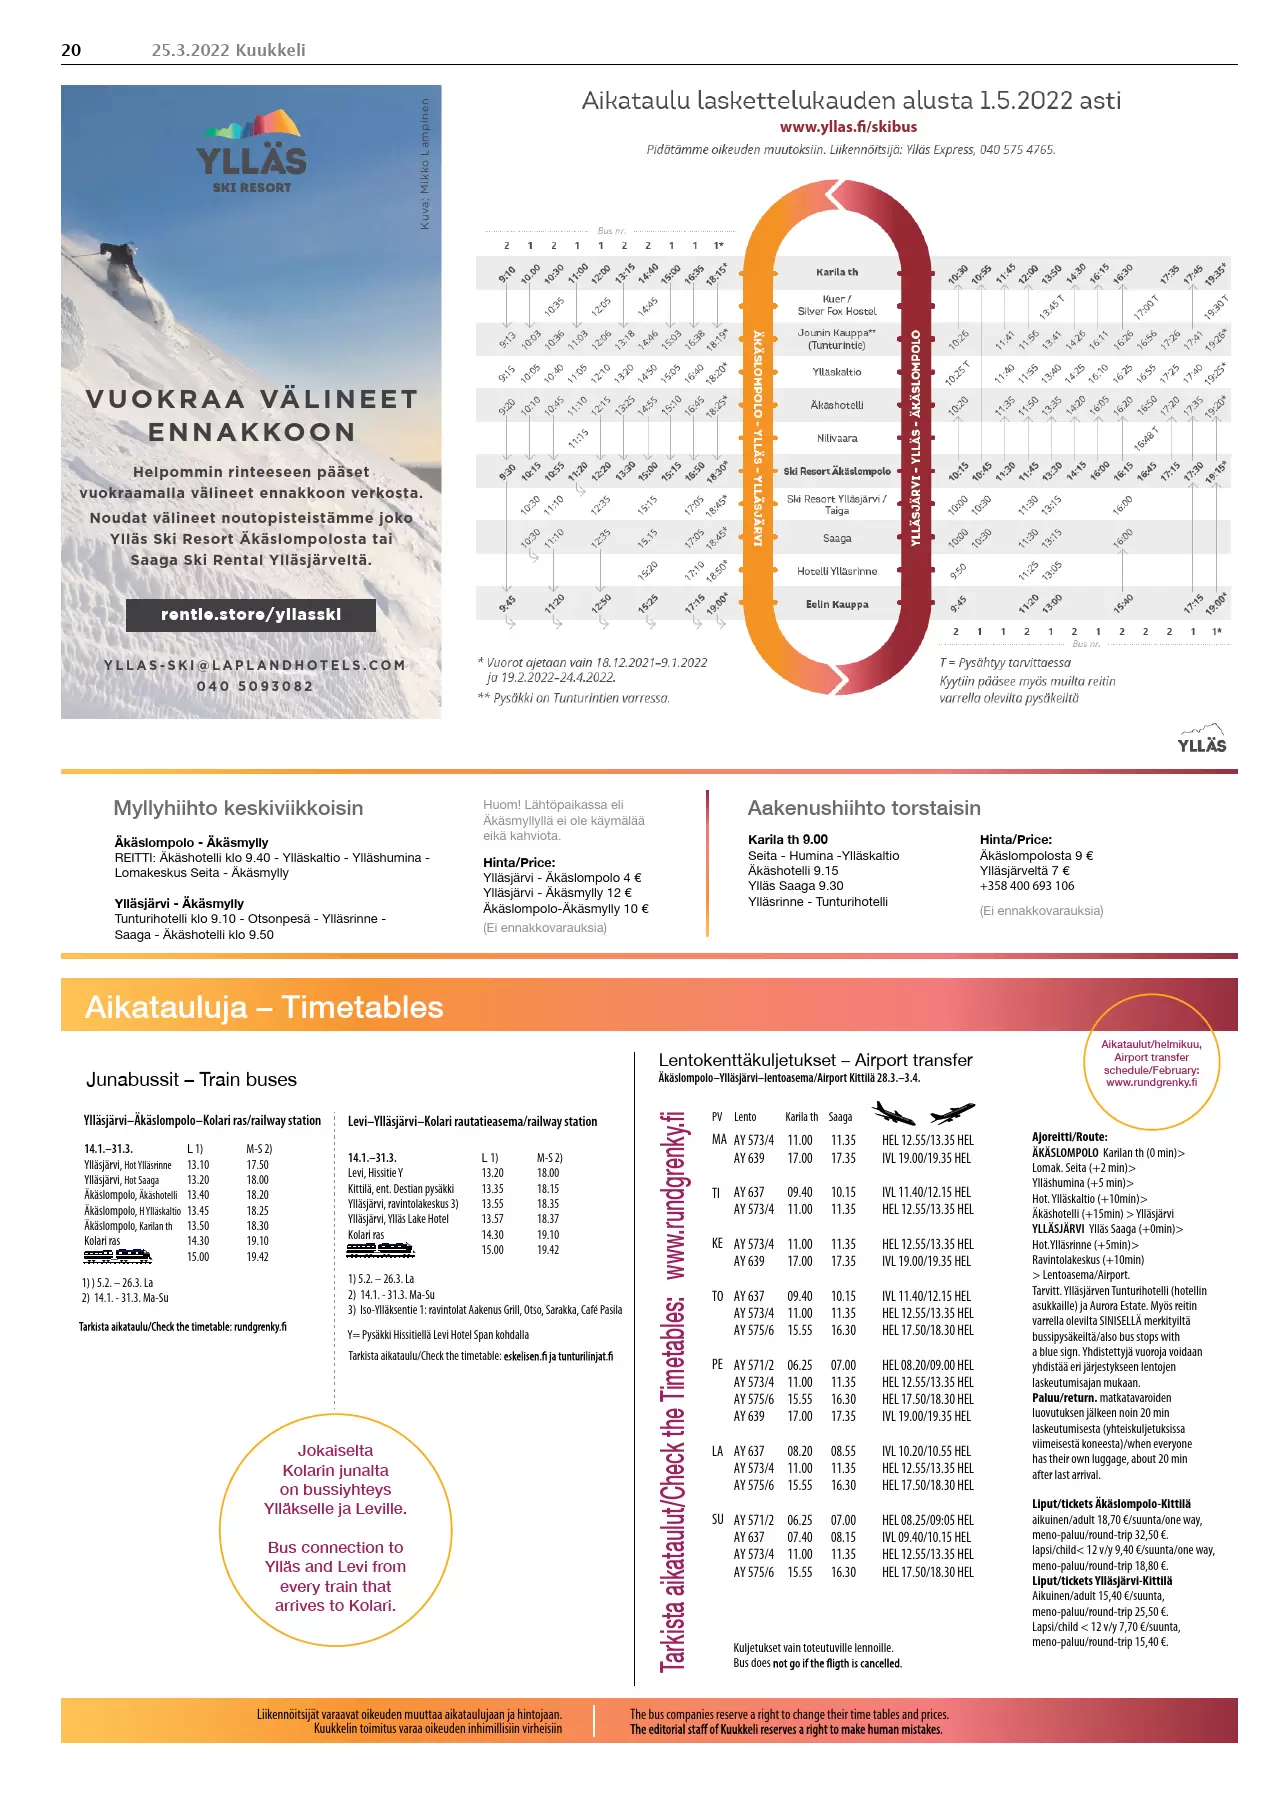 20 25.3.2022 Kuukkeli
Kuva: Mikko Lampinen
YLLÄS
SKI RESORT
VUOKRAA VÄLINEET
ENNAKKOON
Helpommin rinteeseen pääset
vuokraamalla välineet ennakkoon verkosta.
Noudat välineet noutopisteistämme joko
Ylläs Ski Resort Äkäslompolosta tai
Saaga Ski Rental Ylläsjärveltä.
rentle.store/yllasski
YLLAS-SKI@LAPLANDHOTELS.COM
040 5093082
Aikataulu laskettelukauden alusta 1.5.2022 asti
www.yllas.fi/skibus
Pidätämme oikeuden muutoksiin. Liikennöitsijä: Ylläs Express, 040 575 4765.
Bus nr.
2 1 2 1 1 2 2 1 1 1*
9:10 10.00 10:30 11:00 12:00 13:15 14:40 15:00 16:35 18:15* Karila th 10:30 10:55 11:45 12:00 13:50 14:30 16:15 16:30 17:35 17:45 19:35*
10:35 12:05 14:45 Kuer / Silver Fox Hostel 13:45 T 17:00 T 19:30 T
9:13 10:03 10:36 11:03 12:06 13:18 14:46 15:03 16:38 18:19* Jounin Kauppa** (Tunturintie) 10:26 11:41 11:56 13:41 14:26 16:11 16:26 16:56 17:26 17:41 19:26*
9:15 10:05 10:40 11:05 12:10 13:20 14:50 15:05 16:40 18:20* Ylläskaltio 10:25 T 11:40 11:55 13:40 14:25 16:10 16:25 16:55 17:25 17:40 19:25*
9:20 10:10 10:45 11:10 12:15 13:25 14:55 15:10 16:45 18:25* Äkäshotelli 10:20 11:35 11:50 13:35 14:20 16:05 16:20 16:50 17:20 17:35 19:20*
11:15 Nilivaara 16:48 T
9:30 10:15 10:55 11:20 12:20 13:30 15:00 15:15 16:50 18:30* Ski Resort Äkäslompolo 10:15 10:45 11:30 11:45 13:30 14:15 16:00 16:15 16:45 17:15 17:30 19:15*
10:30 11:10 12:35 15:15 17:05 18:45* Ski Resort Ylläsjärvi / Taiga 10:00 10:30 11:30 13:15 16:00
10:30 11:10 12:35 15.15 17:05 18:45* Saaga 10:00 10:30 11:30 13:15 16:00
15:20 17:10 18:50* Hotelli Ylläsrinne 9:50 11:25 13:05
9:45 11:20 12:50 15:25 17:15 19:00* Eelin Kauppa 9:45 11:20 13:00 15:40 17:15 19:00*
ÄKÄSLOMPOLO - YLLÄS - YLLÄSJÄRVI
YLLÄSJÄRVI - YLLÄS - ÄKÄSLOMPOLO
2 1 1 2 1 2 1 2 2 2 1 1*
Bus nr.
* Vuorot ajetaan vain 18.12.2021–9.1.2022
ja 19.2.2022–24.4.2022.
** Pysäkki on Tunturintien varressa.
T = Pysähtyy tarvittaessa
Kyytiin pääsee myös muilta reitin
varrella olevilta pysäkeiltä
YLLÄS
Myllyhiihto keskiviikkoisin
Äkäslompolo - Äkäsmylly
REITTI: Äkäshotelli klo 9.40 - Ylläskaltio - Ylläshumina -
Lomakeskus Seita - Äkäsmylly
Ylläsjärvi - Äkäsmylly
Tunturihotelli klo 9.10 - Otsonpesä - Ylläsrinne -
Saaga - Äkäshotelli klo 9.50
Huom! Lähtöpaikassa eli
Äkäsmyllyllä ei ole käymälää
eikä kahviota.
Hinta/Price:
Ylläsjärvi - Äkäslompolo 4 €
Ylläsjärvi - Äkäsmylly 12 €
Äkäslompolo-Äkäsmylly 10 €
(Ei ennakkovarauksia)
Aakenushiihto torstaisin
Karila th 9.00
Seita - Humina -Ylläskaltio
Äkäshotelli 9.15
Ylläs Saaga 9.30
Ylläsrinne - Tunturihotelli
Hinta/Price:
Äkäslompolosta 9 €
Ylläsjärveltä 7 €
+358 400 693 106
(Ei ennakkovarauksia)
Aikatauluja – Timetables
Aikataulut/helmikuu,
Airport transfer
schedule/February:
www.rundgrenky.fi
Junabussit – Train buses
Ylläsjärvi–Äkäslompolo–Kolari ras/railway station
14.1.–31.3. L 1) M-S 2)
Ylläsjärvi, Hot Ylläsrinne 13.10 17.50
Ylläsjärvi, Hot Saaga 13.20 18.00
Äkäslompolo, Äkäshotelli 13.40 18.20
Äkäslompolo, H Ylläskaltio 13.45 18.25
Äkäslompolo, Karilan th 13.50 18.30
Kolari ras 14.30 19.10
15.00 19.42
1) ) 5.2. – 26.3. La
2) 14.1. - 31.3. Ma-Su
Tarkista aikataulu/Check the timetable: rundgrenky.fi
Levi–Ylläsjärvi–Kolari rautatieasema/railway station
14.1.–31.3. L 1) M-S 2)
Levi, Hissitie Y 13.20 18.00
Kittilä, ent. Destian pysäkki 13.35 18.15
Ylläsjärvi, ravintolakeskus 3) 13.55 18.35
Ylläsjärvi, Ylläs Lake Hotel 13.57 18.37
Kolari ras 14.30 19.10
15.00 19.42
1) 5.2. – 26.3. La
2) 14.1. - 31.3. Ma-Su
3) Iso-Ylläksentie 1: ravintolat Aakenus Grill, Otso, Sarakka, Café Pasila
Y= Pysäkki Hissitiellä Levi Hotel Span kohdalla
Tarkista aikataulu/Check the timetable: eskelisen.fi ja tunturilinjat.fi
Jokaiselta
Kolarin junalta
on bussiyhteys
Ylläkselle ja Leville.
Bus connection to
Ylläs and Levi from
every train that
arrives to Kolari.
Lentokenttäkuljetukset – Airport transfer
Äkäslompolo–Ylläsjärvi–lentoasema/Airport Kittilä 28.3.–3.4.
Tarkista aikataulut/Check the Timetables: www.rundgrenky.fi
PV Lento Karila th Saaga
MA AY 573/4 11.00 11.35 HEL 12.55/13.35 HEL
AY 639 17.00 17.35 IVL 19.00/19.35 HEL
TI AY 637 09.40 10.15 IVL 11.40/12.15 HEL
AY 573/4 11.00 11.35 HEL 12.55/13.35 HEL
KE AY 573/4 11.00 11.35 HEL 12.55/13.35 HEL
AY 639 17.00 17.35 IVL 19.00/19.35 HEL
TO AY 637 09.40 10.15 IVL 11.40/12.15 HEL
AY 573/4 11.00 11.35 HEL 12.55/13.35 HEL
AY 575/6 15.55 16.30 HEL 17.50/18.30 HEL
PE AY 571/2 06.25 07.00 HEL 08.20/09.00 HEL
AY 573/4 11.00 11.35 HEL 12.55/13.35 HEL
AY 575/6 15.55 16.30 HEL 17.50/18.30 HEL
AY 639 17.00 17.35 IVL 19.00/19.35 HEL
LA AY 637 08.20 08.55 IVL 10.20/10.55 HEL
AY 573/4 11.00 11.35 HEL 12.55/13.35 HEL
AY 575/6 15.55 16.30 HEL 17.50/18.30 HEL
SU AY 571/2 06.25 07.00 HEL 08.25/09:05 HEL
AY 637 07.40 08.15 IVL 09.40/10.15 HEL
AY 573/4 11.00 11.35 HEL 12.55/13.35 HEL
AY 575/6 15.55 16.30 HEL 17.50/18.30 HEL
Kuljetukset vain toteutuville lennoille.
Bus does not go if the fligth is cancelled.
Ajoreitti/Route:
ÄKÄSLOMPOLO Karilan th (0 min)>
Lomak. Seita (+2 min)>
Ylläshumina (+5 min)>
Hot. Ylläskaltio (+10min)>
Äkäshotelli (+15min) > Ylläsjärvi
YLLÄSJÄRVI Ylläs Saaga (+0min)>
Hot.Ylläsrinne (+5min)>
Ravintolakeskus (+10min)
> Lentoasema/Airport.
Tarvitt. Ylläsjärven Tunturihotelli (hotellin
asukkaille) ja Aurora Estate. Myös reitin
varrella olevilta SINISELLÄ merkityiltä
bussipysäkeiltä/also bus stops with
a blue sign. Yhdistettyjä vuoroja voidaan
yhdistää eri järjestykseen lentojen
laskeutumisajan mukaan.
Paluu/return. matkatavaroiden
luovutuksen jälkeen noin 20 min
laskeutumisesta (yhteiskuljetuksissa
viimeisestä koneesta)/when everyone
has their own luggage, about 20 min
after last arrival.
Liput/tickets Äkäslompolo-Kittilä
aikuinen/adult 18,70 €/suunta/one way,
meno-paluu/round-trip 32,50 €.
lapsi/child< 12 v/y 9,40 €/suunta/one way,
meno-paluu/round-trip 18,80 €.
Liput/tickets Ylläsjärvi-Kittilä
Aikuinen/adult 15,40 €/suunta,
meno-paluu/round-trip 25,50 €.
Lapsi/child < 12 v/y 7,70 €/suunta,
meno-paluu/round-trip 15,40 €.
Liikennöitsijät varaavat oikeuden muuttaa aikataulujaan ja hintojaan.
Kuukkelin toimitus varaa oikeuden inhimillisiin virheisiin
The bus companies reserve a right to change their time tables and prices.
The editorial staff of Kuukkeli reserves a right to make human mistakes.